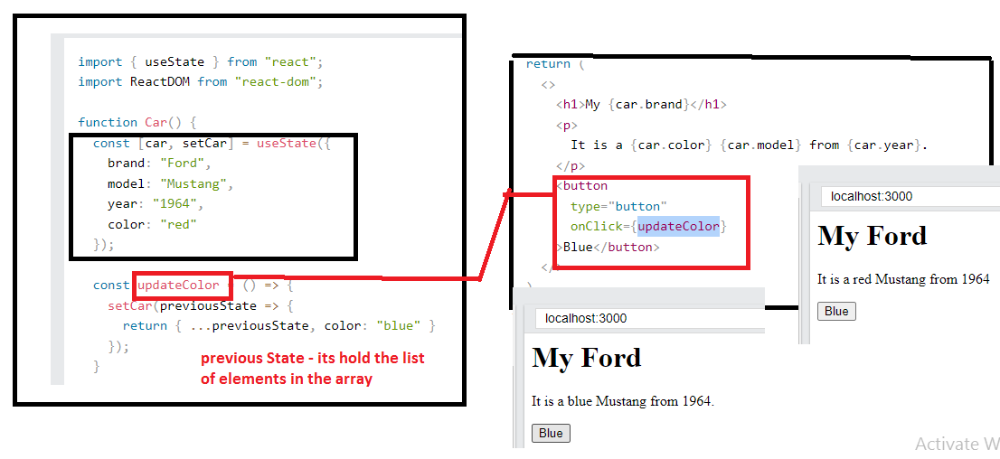 import { useState } from "react";
import ReactDOM from "react-dom";
function Car() {
const [car, setCar] = useState({
brand: "Ford",
model: "Mustang",
year: "1964",
color: "red"
});
const updateColor = () => {
setCar(previousState => {
return { ...previousState, color: "blue" }
});
}
previous State - its hold the list
of elements in the array
return (
<>
<h1>My {car.brand}</h1>
<p>
It is a {car.color} {car.model} from {car.year}.
</p>
<button
type="button"
onClick={updateColor}
>Blue</button>
</>
)
localhost:3000
My Ford
It is a red Mustang from 1964
Blue
localhost:3000
My Ford
It is a blue Mustang from 1964.
Blue
Activate W